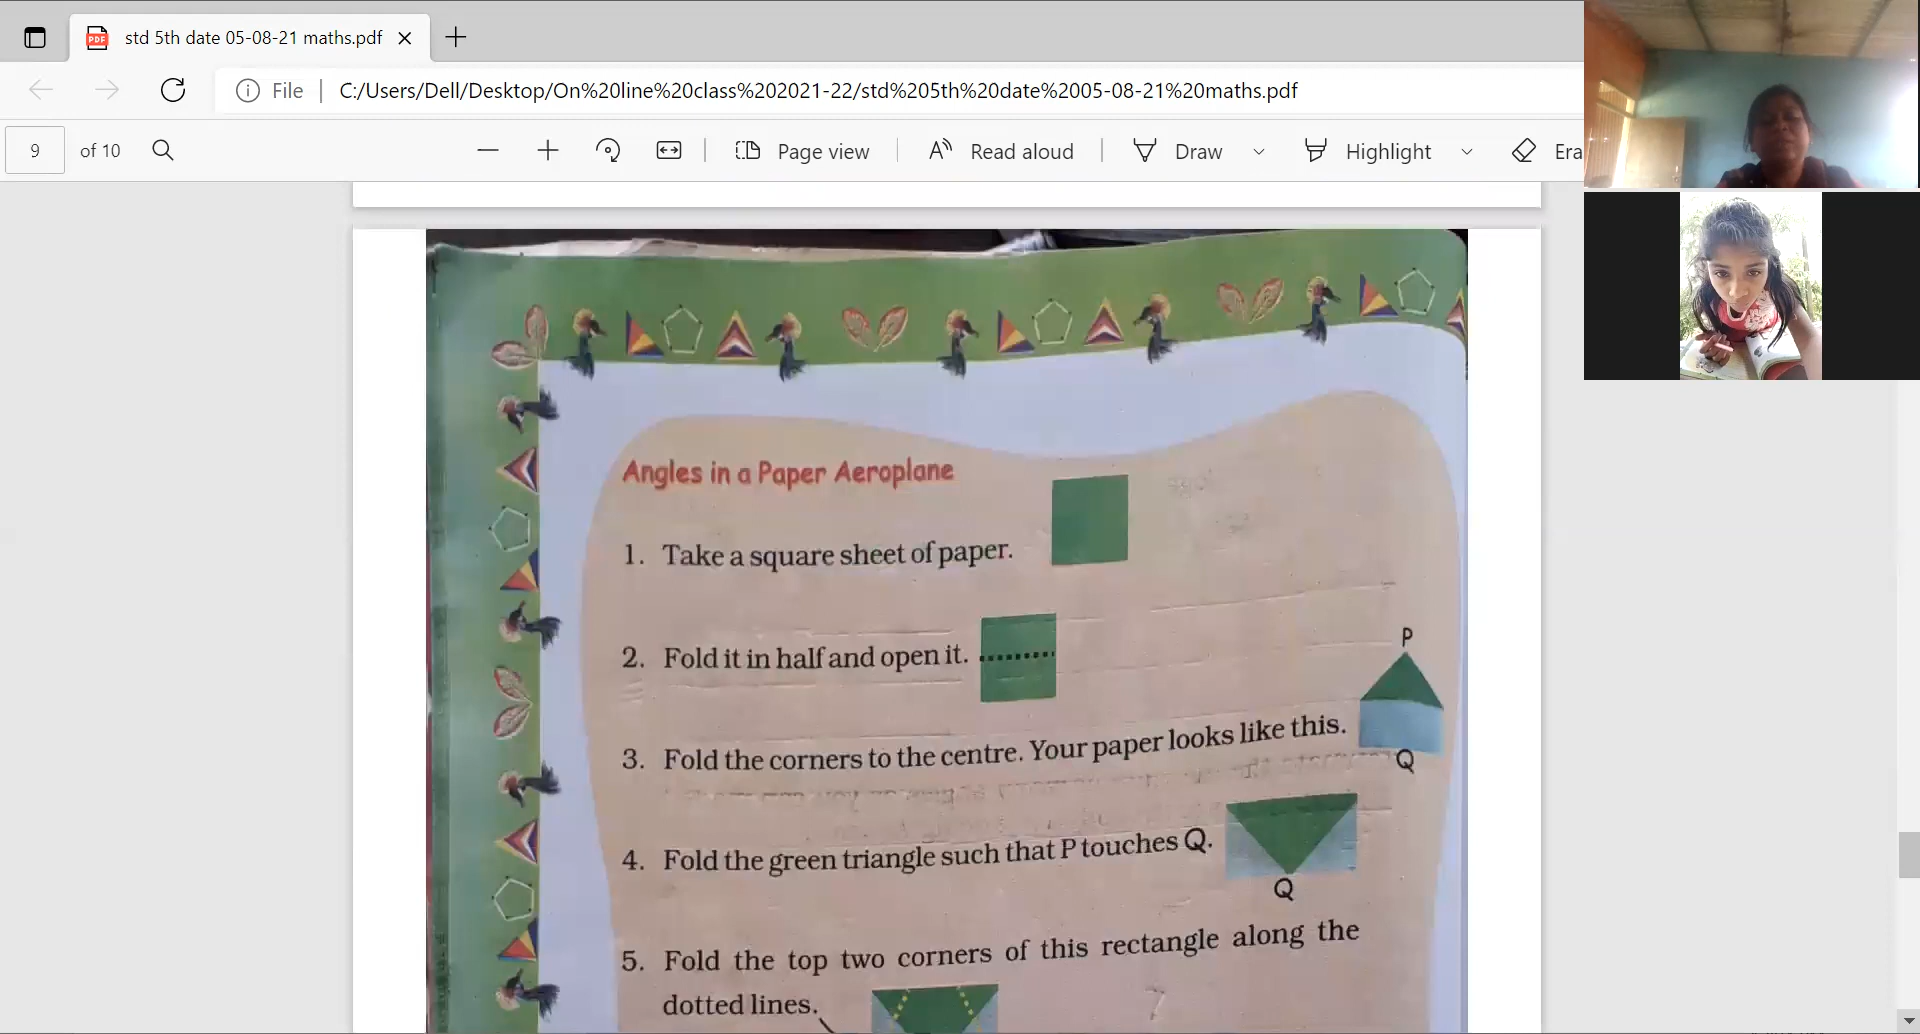 std 5th date 05-08-21 maths.pdf
File | C:/Users/Dell/Desktop/On%20line%20class%202021-22/std%205th%20date%2005-08-21%20maths.pdf
9 of 10 Page view Read aloud Draw Highlight Era
Angles in a Paper Aeroplane
1. Take a square sheet of paper.
2. Fold it in half and open it.
P
3. Fold the corners to the centre. Your paper looks like this.
Q
4. Fold the green triangle such that P touches Q.
Q
5. Fold the top two corners of this rectangle along the
dotted lines.